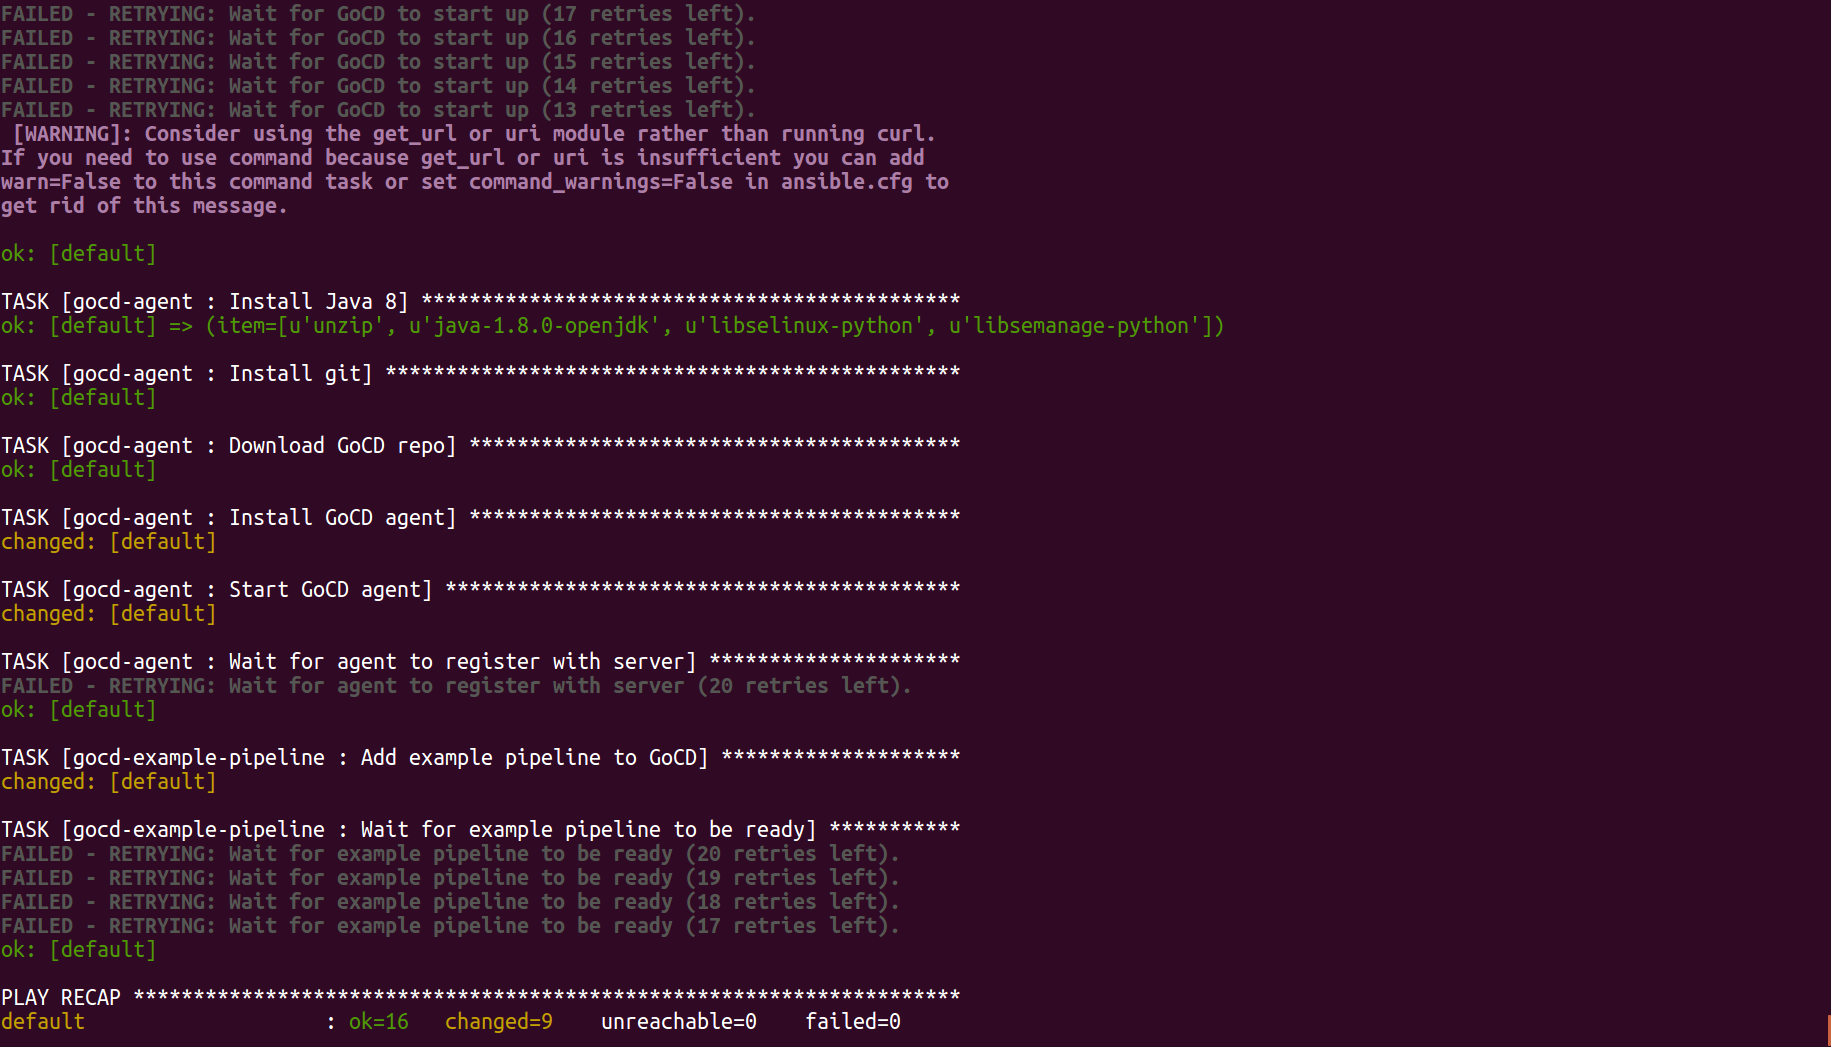 FAILED - RETRYING: Wait for GoCD to start up (17 retries left).
FAILED - RETRYING: Wait for GoCD to start up (16 retries left).
FAILED - RETRYING: Wait for GoCD to start up (15 retries left).
FAILED - RETRYING: Wait for GoCD to start up (14 retries left).
FAILED - RETRYING: Wait for GoCD to start up (13 retries left).
 [WARNING]: Consider using the get_url or uri module rather than running curl.
If you need to use command because get_url or uri is insufficient you can add
warn=False to this command task or set command_warnings=False in ansible.cfg to
get rid of this message.

ok: [default]

TASK [gocd-agent : Install Java 8] *********************************************
ok: [default] => (item=[u'unzip', u'java-1.8.0-openjdk', u'libselinux-python', u'libsemanage-python'])

TASK [gocd-agent : Install git] ************************************************
ok: [default]

TASK [gocd-agent : Download GoCD repo] *****************************************
ok: [default]

TASK [gocd-agent : Install GoCD agent] *****************************************
changed: [default]

TASK [gocd-agent : Start GoCD agent] *******************************************
changed: [default]

TASK [gocd-agent : Wait for agent to register with server] *********************
FAILED - RETRYING: Wait for agent to register with server (20 retries left).
ok: [default]

TASK [gocd-example-pipeline : Add example pipeline to GoCD] ********************
changed: [default]

TASK [gocd-example-pipeline : Wait for example pipeline to be ready] ***********
FAILED - RETRYING: Wait for example pipeline to be ready (20 retries left).
FAILED - RETRYING: Wait for example pipeline to be ready (19 retries left).
FAILED - RETRYING: Wait for example pipeline to be ready (18 retries left).
FAILED - RETRYING: Wait for example pipeline to be ready (17 retries left).
ok: [default]

PLAY RECAP *********************************************************************
default                    : ok=16   changed=9    unreachable=0    failed=0